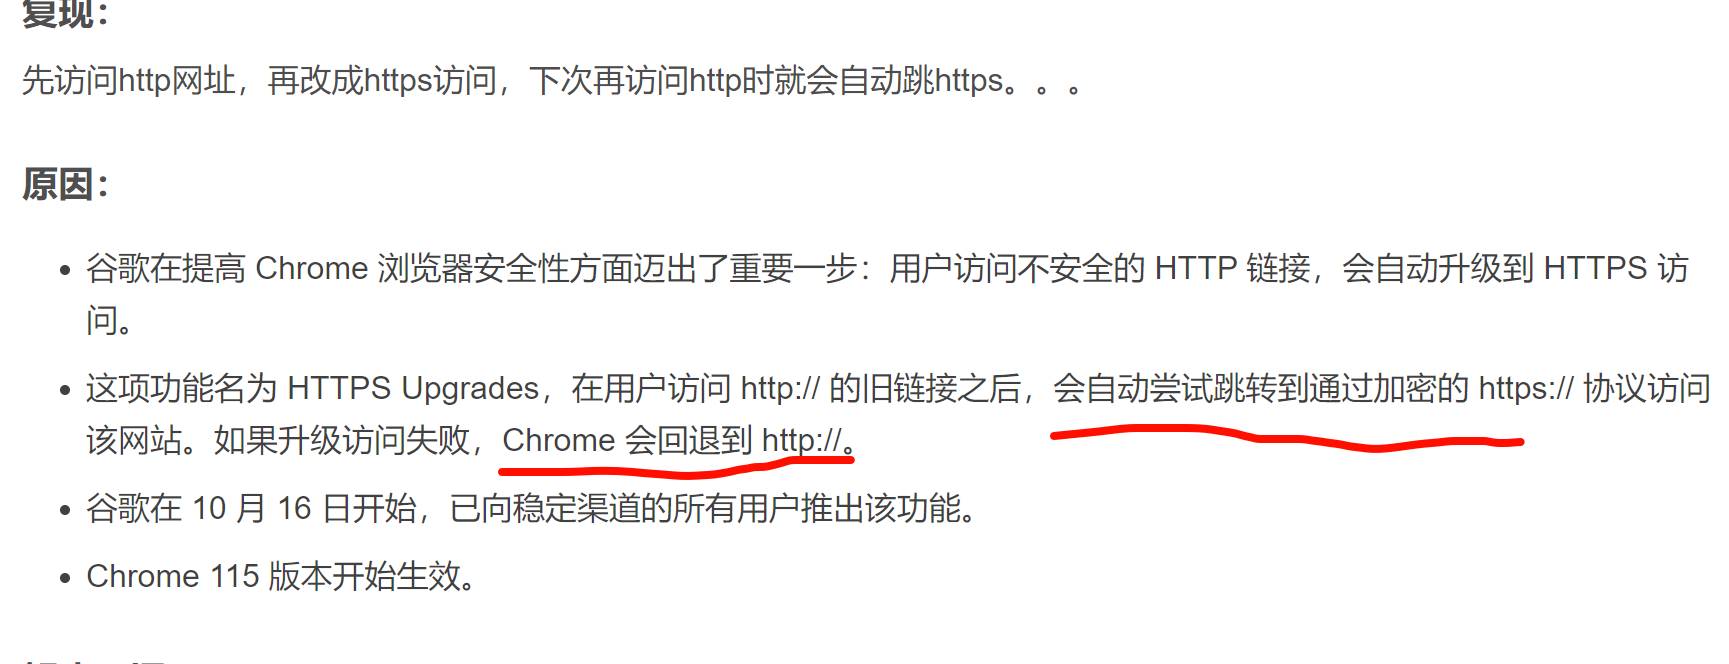 复现：
先访问http网址，再改成https访问，下次再访问http时就会自动跳https。。。
原因：
谷歌在提高 Chrome 浏览器安全性方面迈出了重要一步：用户访问不安全的 HTTP 链接，会自动升级到 HTTPS 访
问。
这项功能名为 HTTPS Upgrades，在用户访问 http:// 的旧链接之后，会自动尝试跳转到通过加密的 https:// 协议访问
该网站。如果升级访问失败，Chrome 会回退到 http://。
谷歌在 10 月 16 日开始，已向稳定渠道的所有用户推出该功能。
Chrome 115 版本开始生效。